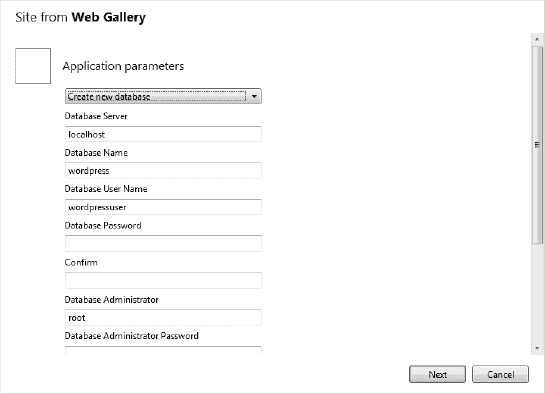 Site from Web Gallery
Application parameters
Create new database
Database Server
localhost
Database Name
wordpress
Database User Name
wordpressuser
Database Password
Confirm
Database Administrator
root
Database Administrator Password
Next
Cancel